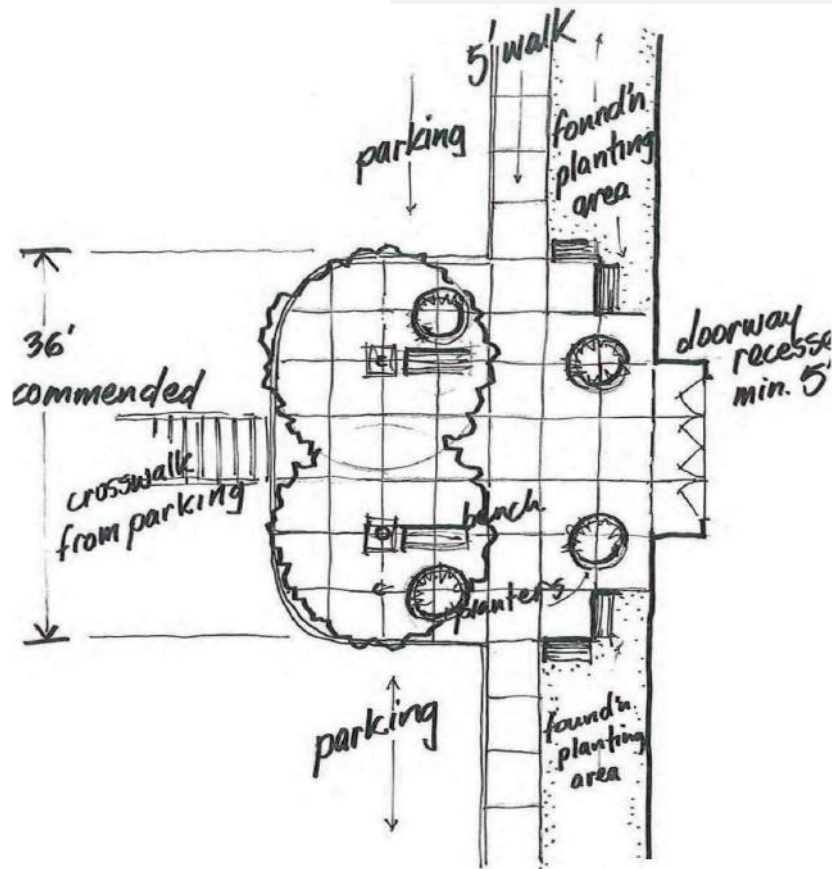 5' walk
parking
found'n
planting
area
36'
commended
doorway
recesse
min. 5'
crosswalk
from parking
bench
planters
parking
found'n
planting
area